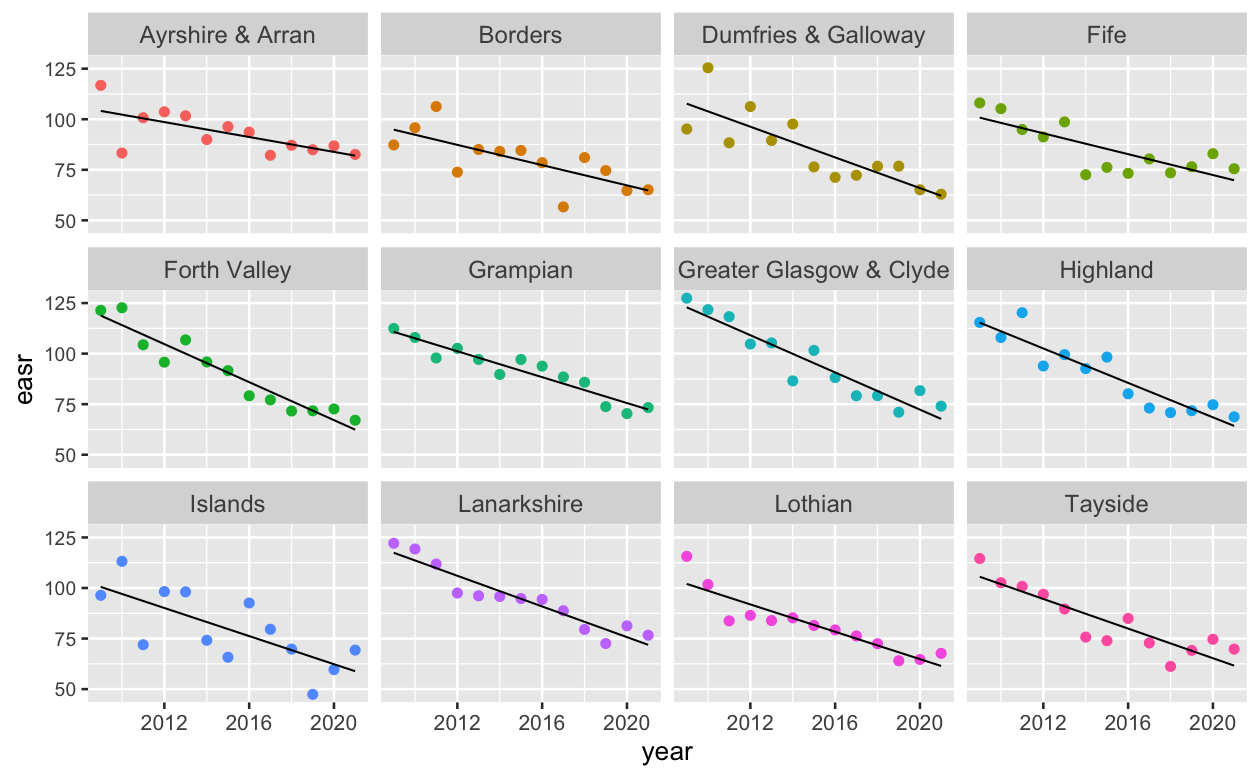 Ayrshire & Arran
Borders
Dumfries & Galloway
Fife
125
100
75
50
Forth Valley
Grampian
Greater Glasgow & Clyde
Highland
125
100
75
50
easr
Islands
Lanarkshire
Lothian
Tayside
125
100
75
50
2012 2016 2020 2012 2016 2020 2012 2016 2020 2012 2016 2020
year